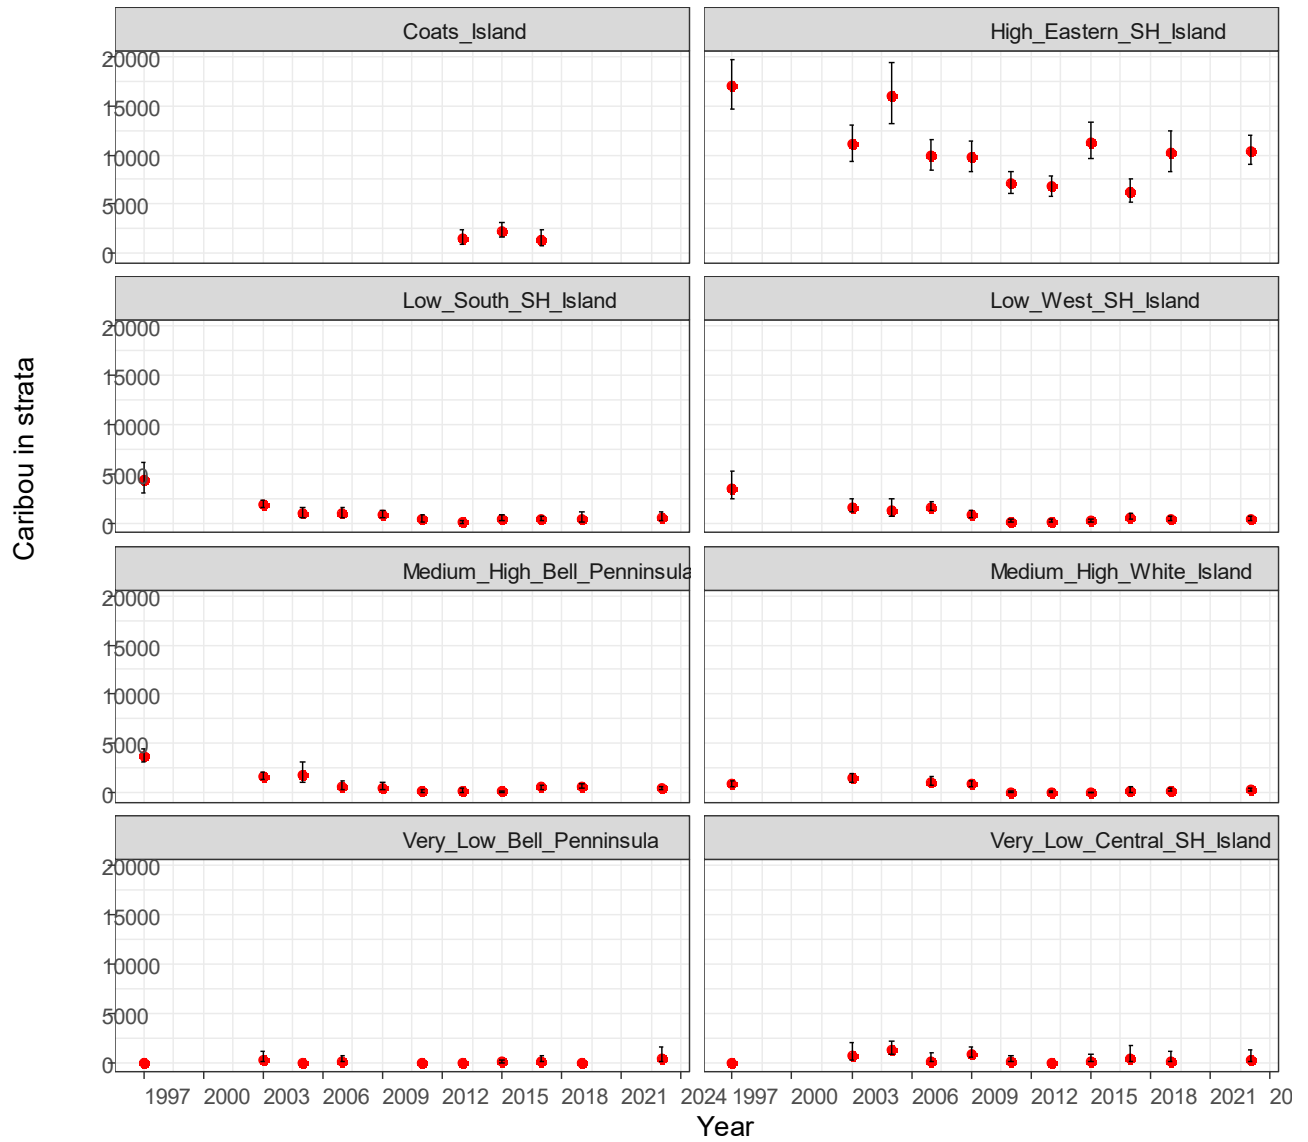 Coats_Island
High_Eastern_SH_Island
20000
15000
10000
5000
0
Low_South_SH_Island
Low_West_SH_Island
20000
15000
10000
5000
0
Caribou in strata
Medium_High_Bell_Penninsula
Medium_High_White_Island
20000
15000
10000
5000
0
Very_Low_Bell_Penninsula
Very_Low_Central_SH_Island
20000
15000
10000
5000
0
1997 2000 2003 2006 2009 2012 2015 2018 2021 2024 1997 2000 2003 2006 2009 2012 2015 2018 2021 20
Year